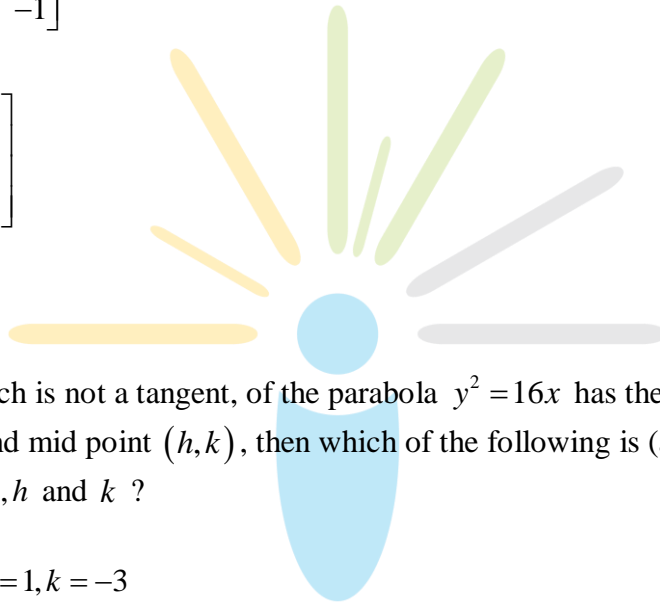 −1]
]
ch is not a tangent, of the parabola y² = 16x has the
nd mid point (h,k), then which of the following is (
,h and k ?
=1,k = −3